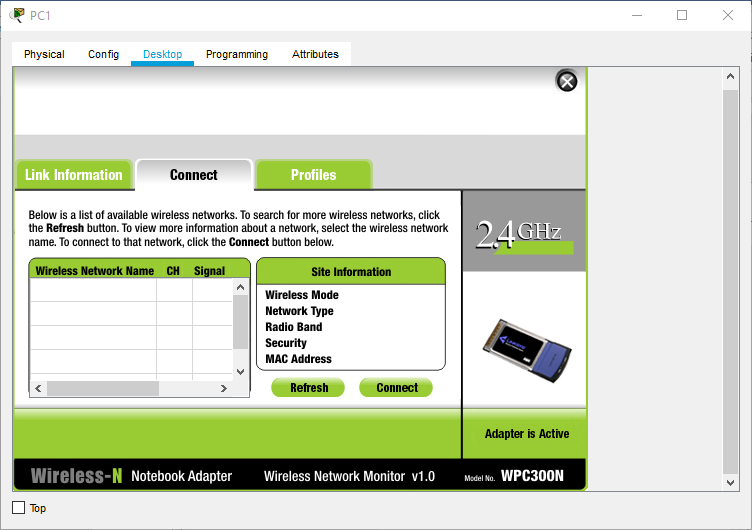 PC1
Physical Config Desktop Programming Attributes
Link Information Connect Profiles
Below is a list of available wireless networks. To search for more wireless networks, click
the Refresh button. To view more information about a network, select the wireless network
name. To connect to that network, click the Connect button below.
2.4GHz
Wireless Network Name CH Signal
Site Information
Wireless Mode
Network Type
Radio Band
Security
MAC Address
Refresh Connect
Adapter is Active
Wireless-N Notebook Adapter Wireless Network Monitor v1.0 Model No. WPC300N
Top